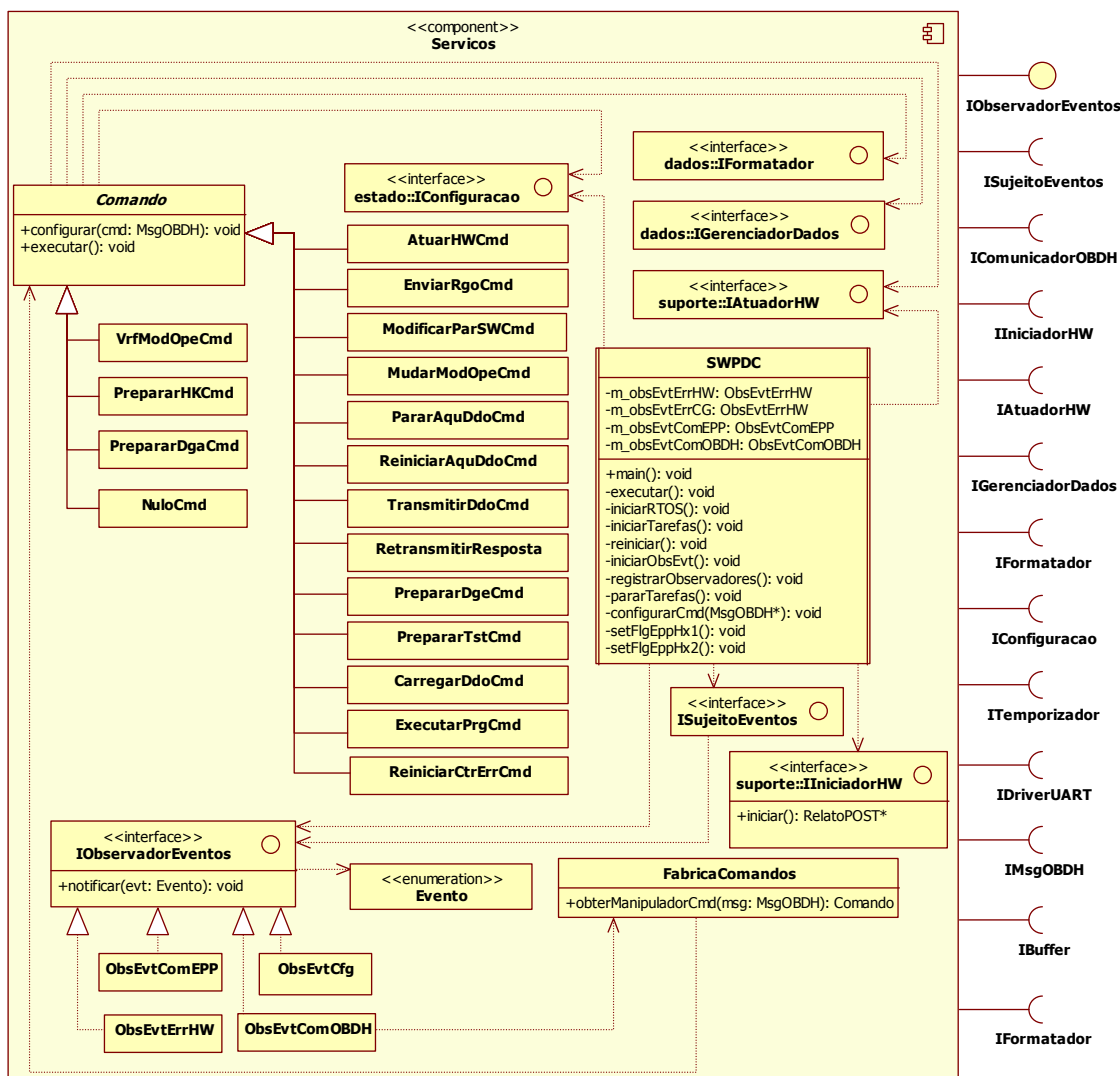 <<component>>
Servicos
Comando
+configurar(cmd: MsgOBDH): void
+executar(): void
VrfModOpeCmd
PrepararHKCmd
PrepararDgaCmd
NuloCmd
<<interface>>
estado::IConfiguracao
AtuarHWCmd
EnviarRgoCmd
ModificarParSWCmd
MudarModOpeCmd
PararAquDdoCmd
ReiniciarAquDdoCmd
TransmitirDdoCmd
RetransmitirResposta
PrepararDgeCmd
PrepararTstCmd
CarregarDdoCmd
ExecutarPrgCmd
ReiniciarCtrErrCmd
<<interface>>
dados::IFormatador
<<interface>>
dados::IGerenciadorDados
<<interface>>
suporte::IAtuadorHW
SWPDC
-m_obsEvtErrHW: ObsEvtErrHW
-m_obsEvtErrCG: ObsEvtErrHW
-m_obsEvtComEPP: ObsEvtComEPP
-m_obsEvtComOBDH: ObsEvtComOBDH
+main(): void
-executar(): void
-iniciarRTOS(): void
-iniciarTarefas(): void
-reiniciar(): void
-iniciarObsEvt(): void
-registrarObservadores(): void
-pararTarefas(): void
-configurarCmd(MsgOBDH*): void
-setFlgEppHx1(): void
-setFlgEppHx2(): void
<<interface>>
ISujeitoEventos
<<interface>>
suporte::IIniciadorHW
+iniciar(): RelatoPOST*
<<interface>>
IObservadorEventos
+notificar(evt: Evento): void
<<enumeration>>
Evento
FabricaComandos
+obterManipuladorCmd(msg: MsgOBDH): Comando
ObsEvtComEPP
ObsEvtCfg
ObsEvtErrHW
ObsEvtComOBDH
IObservadorEventos
ISujeitoEventos
IComunicadorOBDH
IIniciadorHW
IAtuadorHW
IGerenciadorDados
IFormatador
IConfiguracao
ITemporizador
IDriverUART
IMsgOBDH
IBuffer
IFormatador